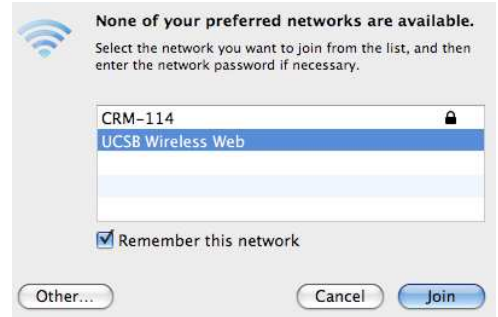 None of your preferred networks are available.
Select the network you want to join from the list, and then
enter the network password if necessary.
CRM-114
UCSB Wireless Web
Remember this network
Other...
Cancel
Join